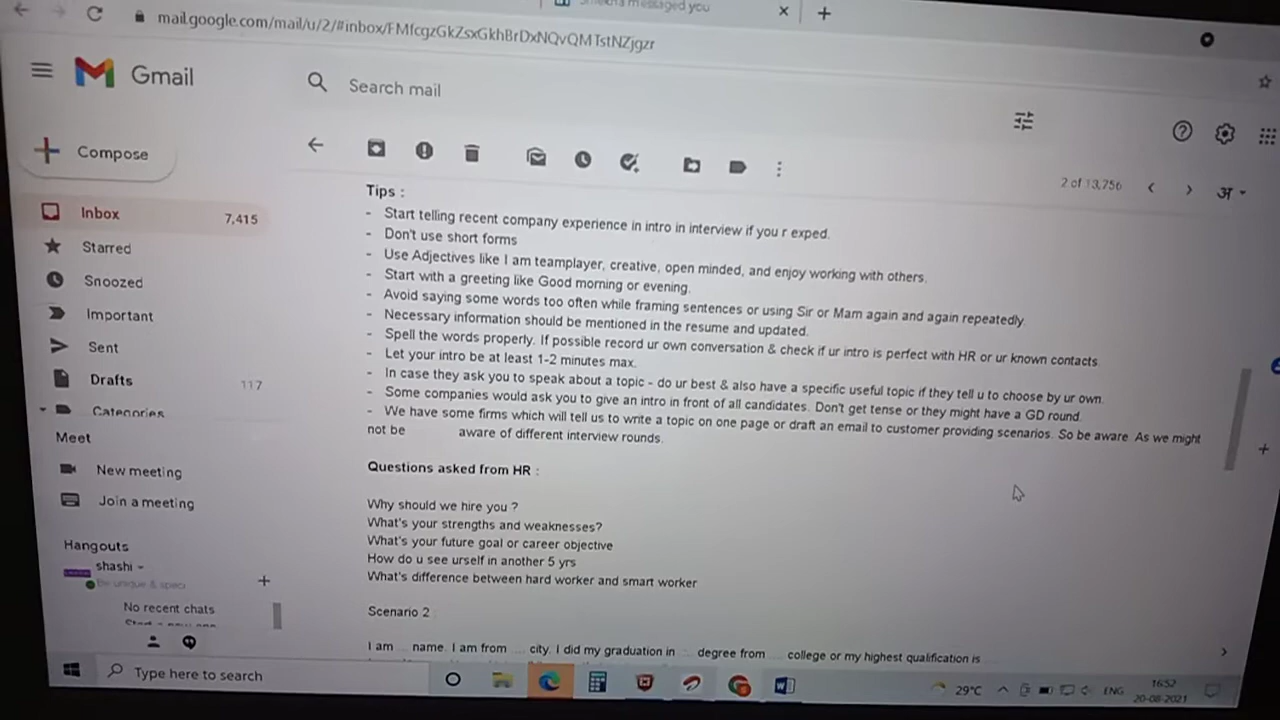 messaged you
mail.google.com/mail/u/2/#inbox/FMfcgzGkZsxGkhBrDxNQvQMTstNZjgzr
Gmail
Search mail
Compose
2 of 13,756
अ
Inbox 7,415
Starred
Snoozed
Important
Sent
Drafts 117
Categories
Meet
New meeting
Join a meeting
Hangouts
shashi
Be unique & speci
No recent chats
Tips :
- Start telling recent company experience in intro in interview if you r exped.
- Don't use short forms
- Use Adjectives like I am teamplayer, creative, open minded, and enjoy working with others.
- Start with a greeting like Good morning or evening.
- Avoid saying some words too often while framing sentences or using Sir or Mam again and again repeatedly
- Necessary information should be mentioned in the resume and updated.
- Spell the words properly. If possible record ur own conversation & check if ur intro is perfect with HR or ur known contacts
- Let your intro be at least 1-2 minutes max.
- In case they ask you to speak about a topic - do ur best & also have a specific useful topic if they tell u to choose by ur own.
- Some companies would ask you to give an intro in front of all candidates. Don't get tense or they might have a GD round.
- We have some firms which will tell us to write a topic on one page or draft an email to customer providing scenarios. So be aware. As we might
not be aware of different interview rounds.
Questions asked from HR :
Why should we hire you ?
What's your strengths and weaknesses?
What's your future goal or career objective
How do u see urself in another 5 yrs
What's difference between hard worker and smart worker
Scenario 2 :
I am ... name. I am from .... city. I did my graduation in ... degree from .... college or my highest qualification is
Type here to search
29°C
ENG
16:52
20-08-2021